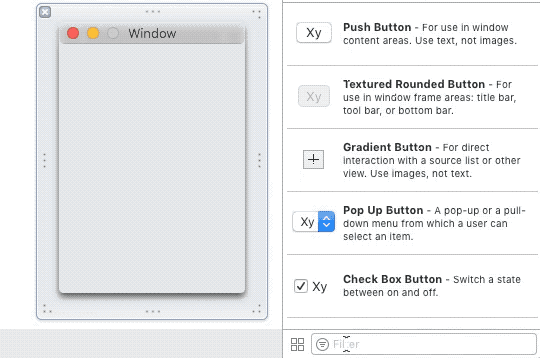 Window
Xy
Push Button - For use in window
content areas. Use text, not images.
Xy
Textured Rounded Button - For
use in window frame areas: title bar,
tool bar, or bottom bar.
Gradient Button - For direct
interaction with a source list or other
view. Use images, not text.
Xy
Pop Up Button - A pop-up or a pull-
down menu from which a user can
select an item.
Xy
Check Box Button - Switch a state
between on and off.
Filter